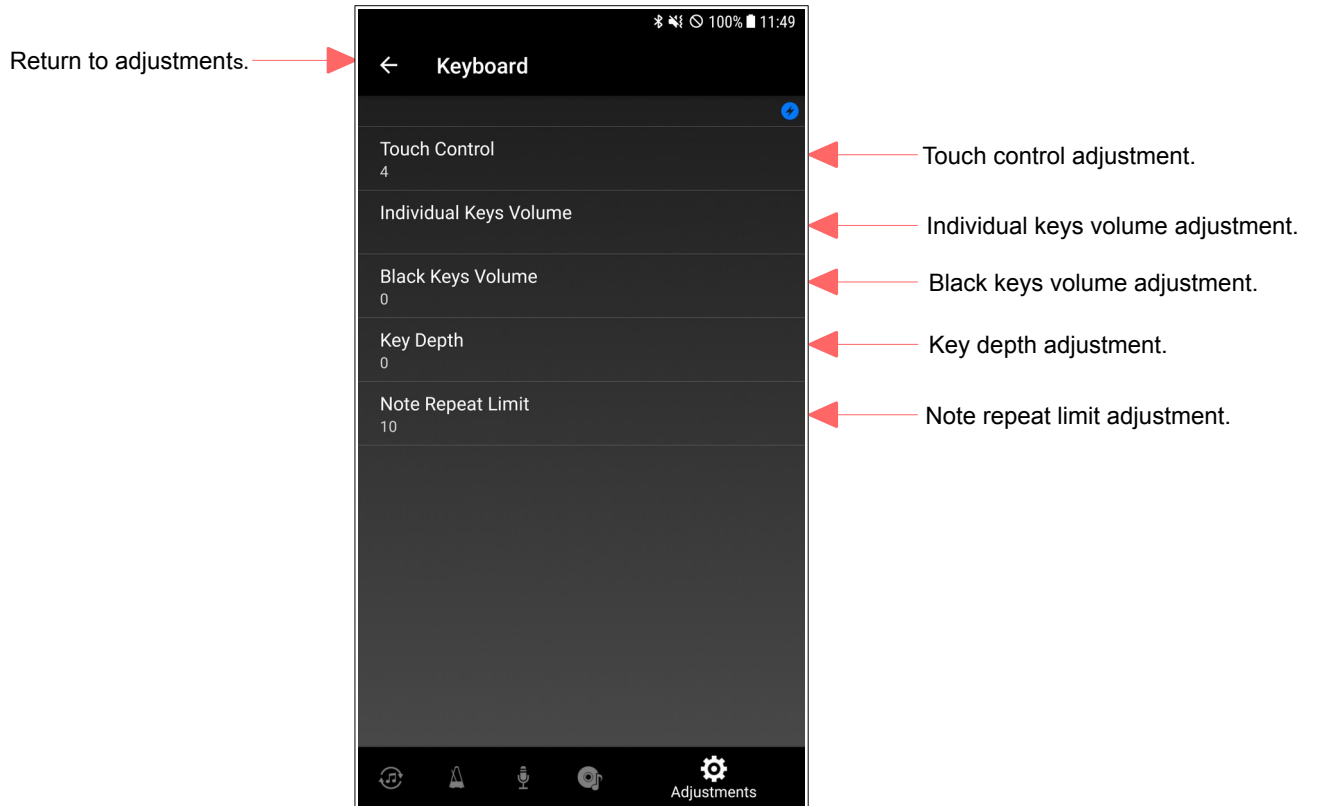 100% 11:49
Return to adjustments.
Keyboard
Touch Control
4
Touch control adjustment.
Individual Keys Volume
Individual keys volume adjustment.
Black Keys Volume
0
Black keys volume adjustment.
Key Depth
0
Key depth adjustment.
Note Repeat Limit
10
Note repeat limit adjustment.
Adjustments